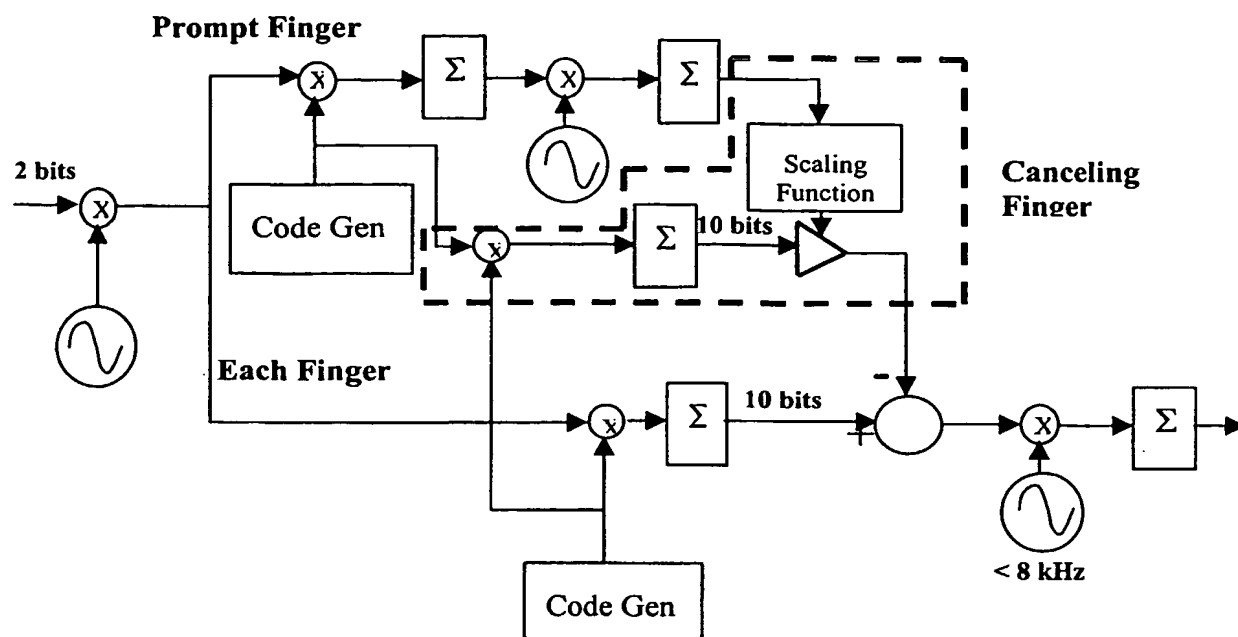 Prompt Finger
Σ
Σ
X
X
2 bits
X
Code Gen
Scaling
Function
Canceling
Finger
x
Σ
10 bits
Each Finger
x
Σ
10 bits
-
+
X
Σ
< 8 kHz
Code Gen